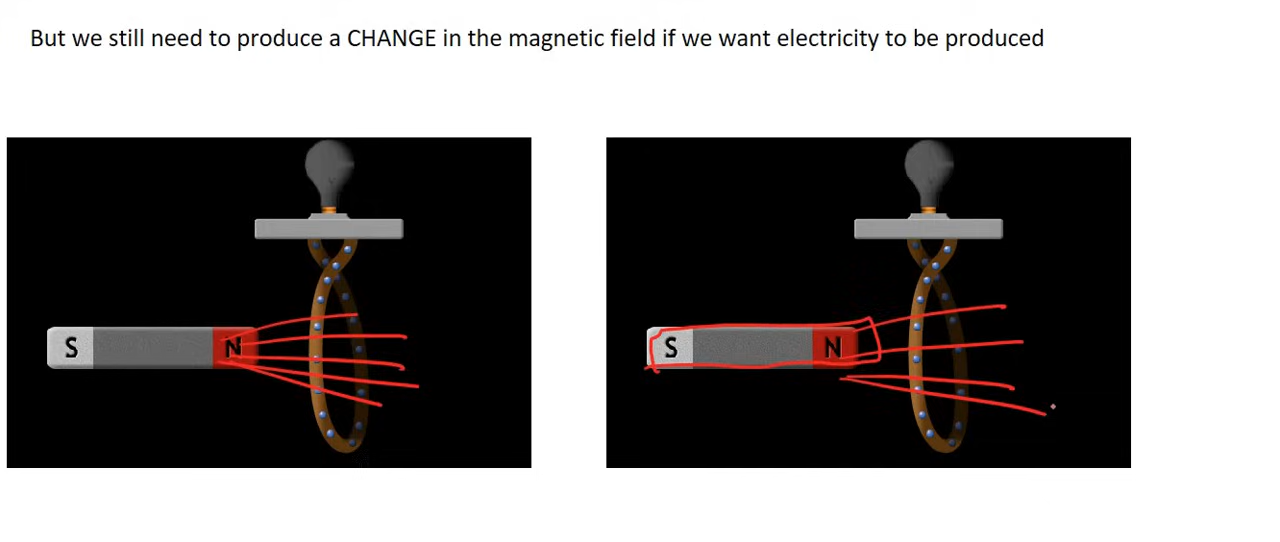 But we still need to produce a CHANGE in the magnetic field if we want electricity to be produced
S N
S N